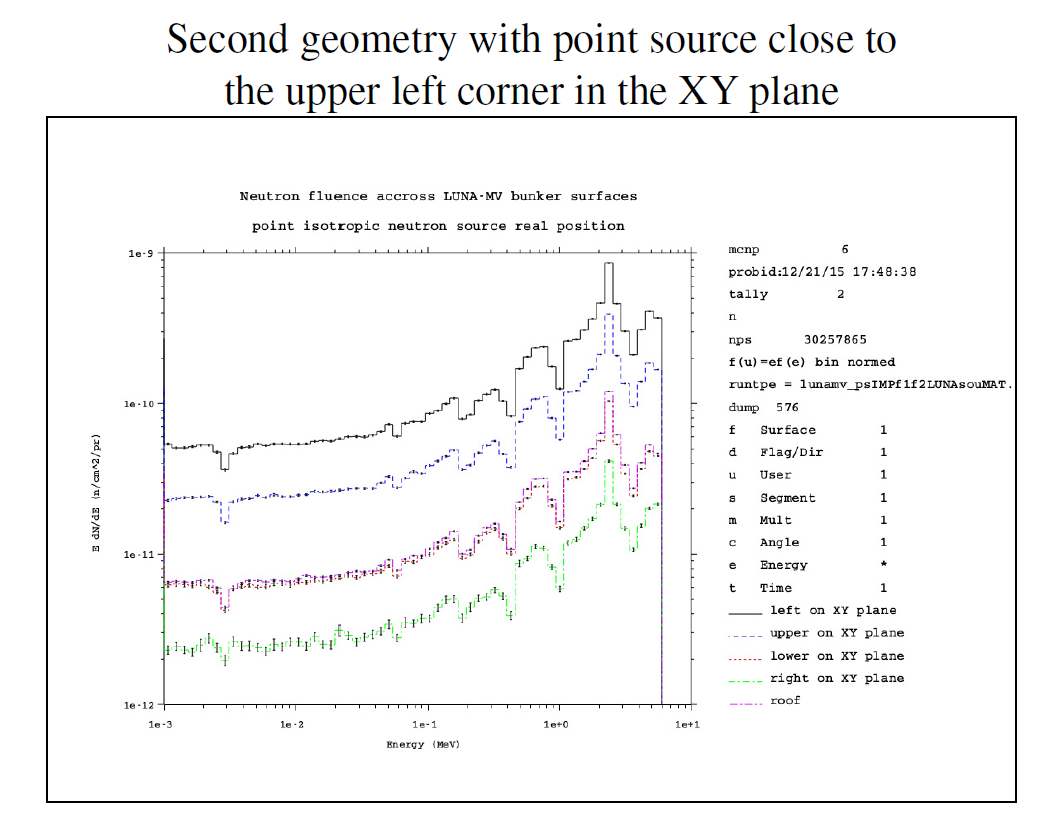 Second geometry with point source close to
the upper left corner in the XY plane
Neutron fluence accross LUNA-MV bunker surfaces
point isotropic neutron source real position
mcnp 6
probid:12/21/15 17:48:38
tally 2
n
nps 30257865
f(u)=ef(e) bin normed
runtpe = lunamv_psIMPf1f2LUNAsouMAT.
dump 576
f Surface 1
d Flag/Dir 1
u User 1
s Segment 1
m Mult 1
c Angle 1
e Energy *
t Time 1
left on XY plane
upper on XY plane
lower on XY plane
right on XY plane
roof
E dN/dE (n/cm^2/pr)
1e-9
1e-10
1e-11
1e-12
1e-3 1e-2 1e-1 1e+0 1e+1
Energy (MeV)